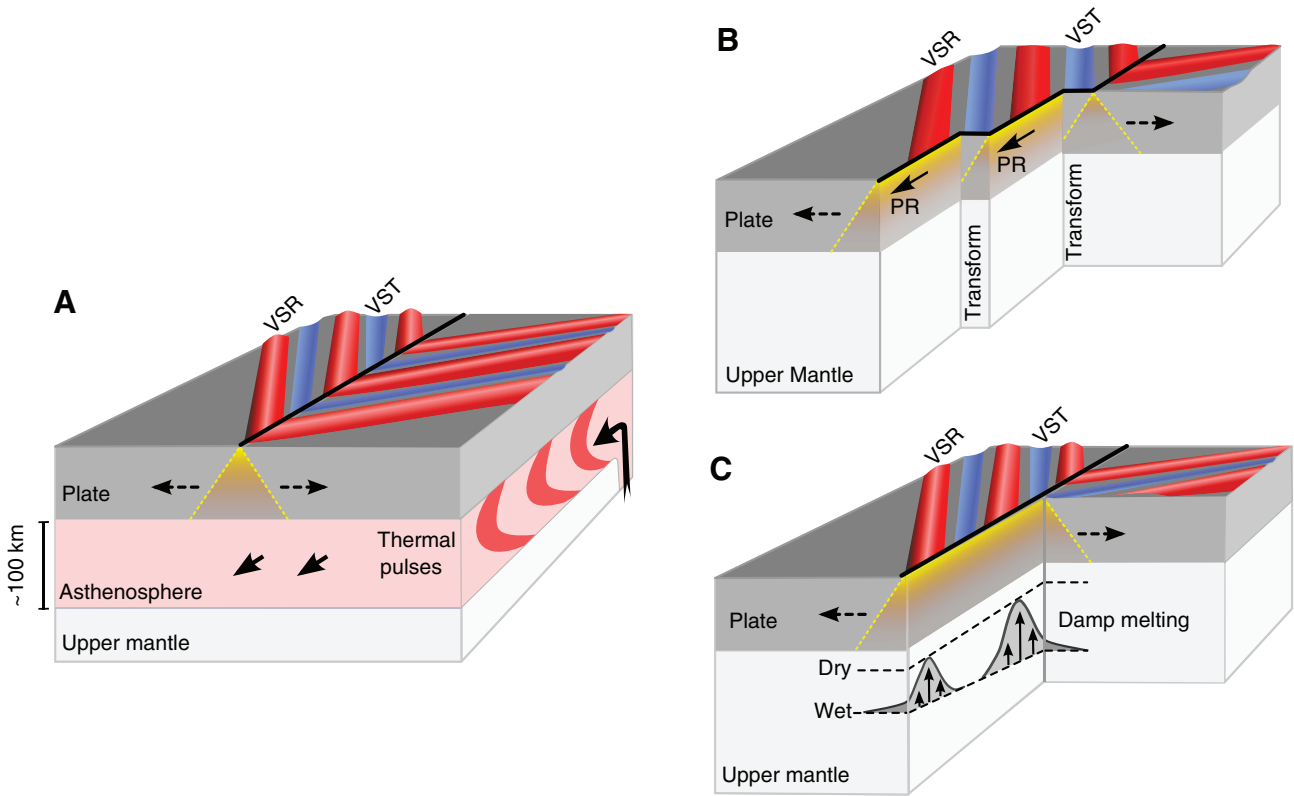 A
VSR
VST
Plate
Thermal
pulses
~100 km
Asthenosphere
Upper mantle
B
VSR
VST
PR
PR
Plate
Transform
Transform
Upper Mantle
C
VSR
VST
Plate
Damp melting
Dry
Wet
Upper mantle